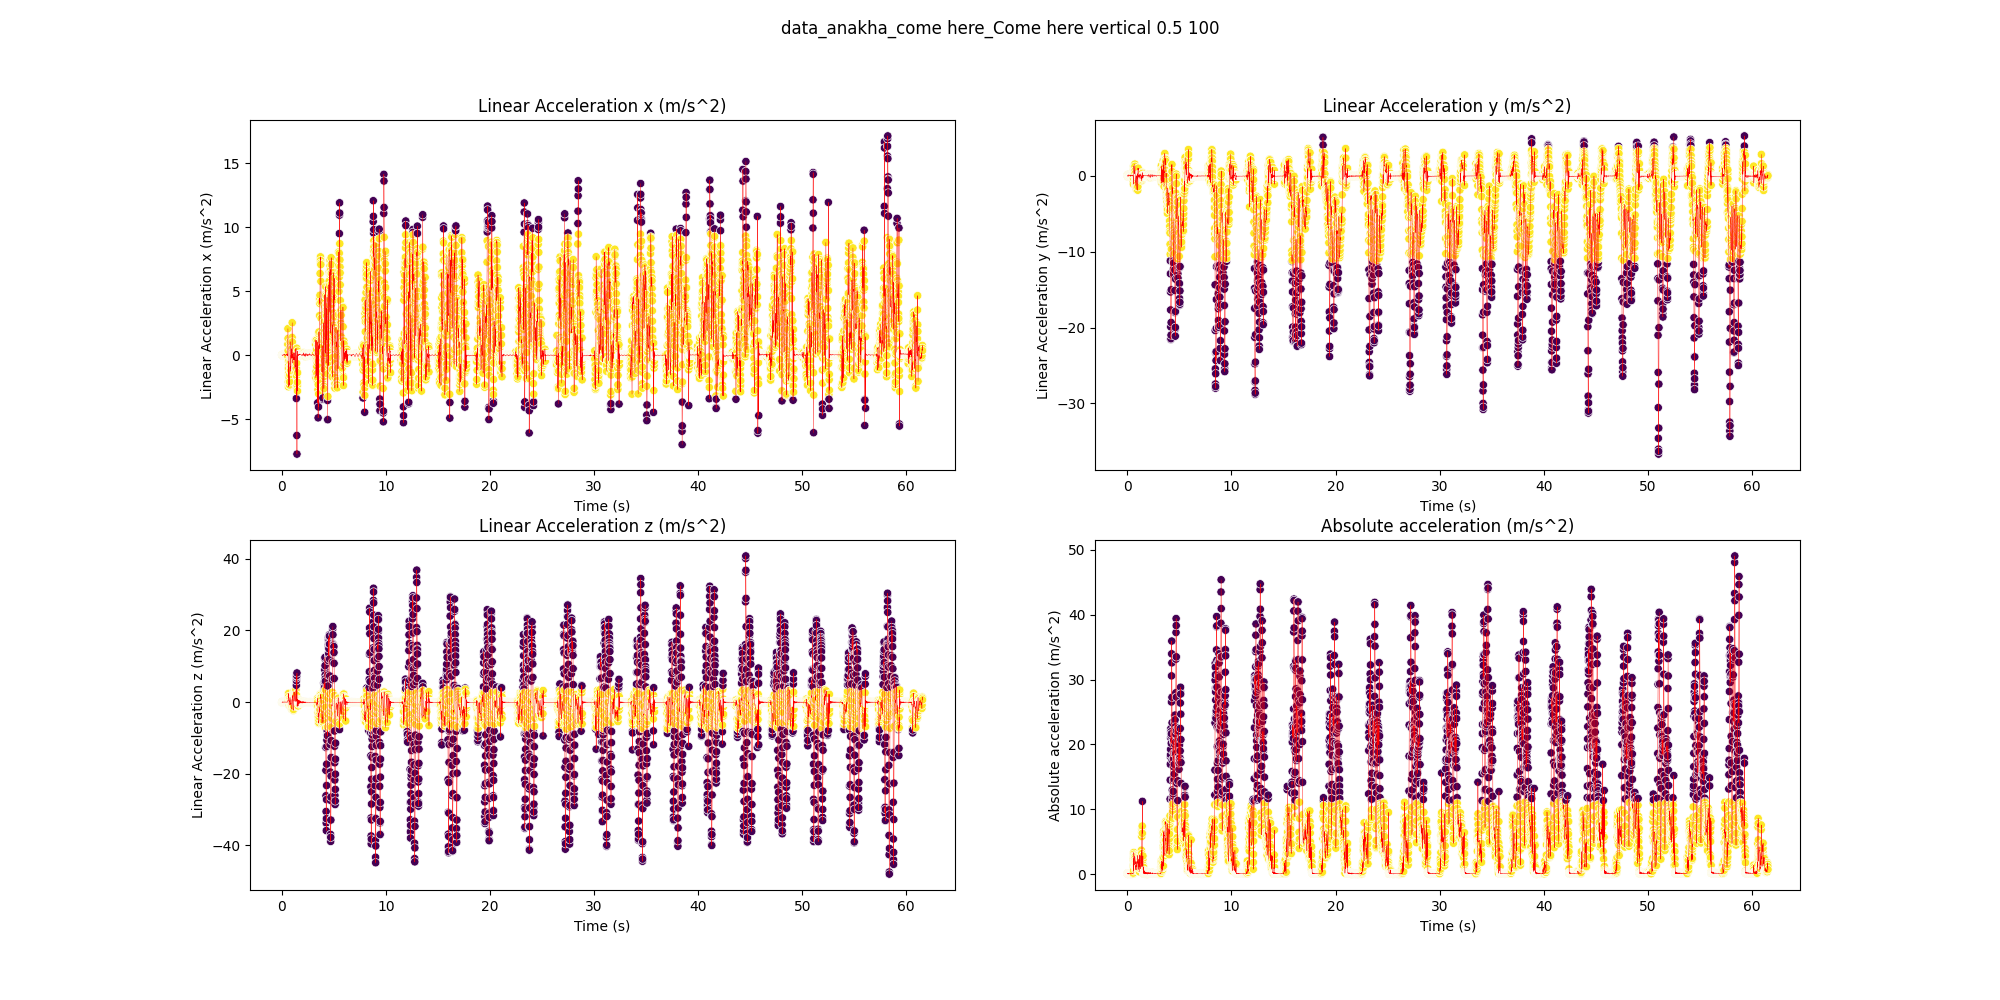 data_anakha_come here_Come here vertical 0.5 100
Linear Acceleration x (m/s^2)
Linear Acceleration x (m/s^2)
15
10
5
0
−5
0 10 20 30 40 50 60
Time (s)
Linear Acceleration y (m/s^2)
Linear Acceleration y (m/s^2)
0
−10
−20
−30
0 10 20 30 40 50 60
Time (s)
Linear Acceleration z (m/s^2)
Linear Acceleration z (m/s^2)
40
20
0
−20
−40
0 10 20 30 40 50 60
Time (s)
Absolute acceleration (m/s^2)
Absolute acceleration (m/s^2)
50
40
30
20
10
0
0 10 20 30 40 50 60
Time (s)